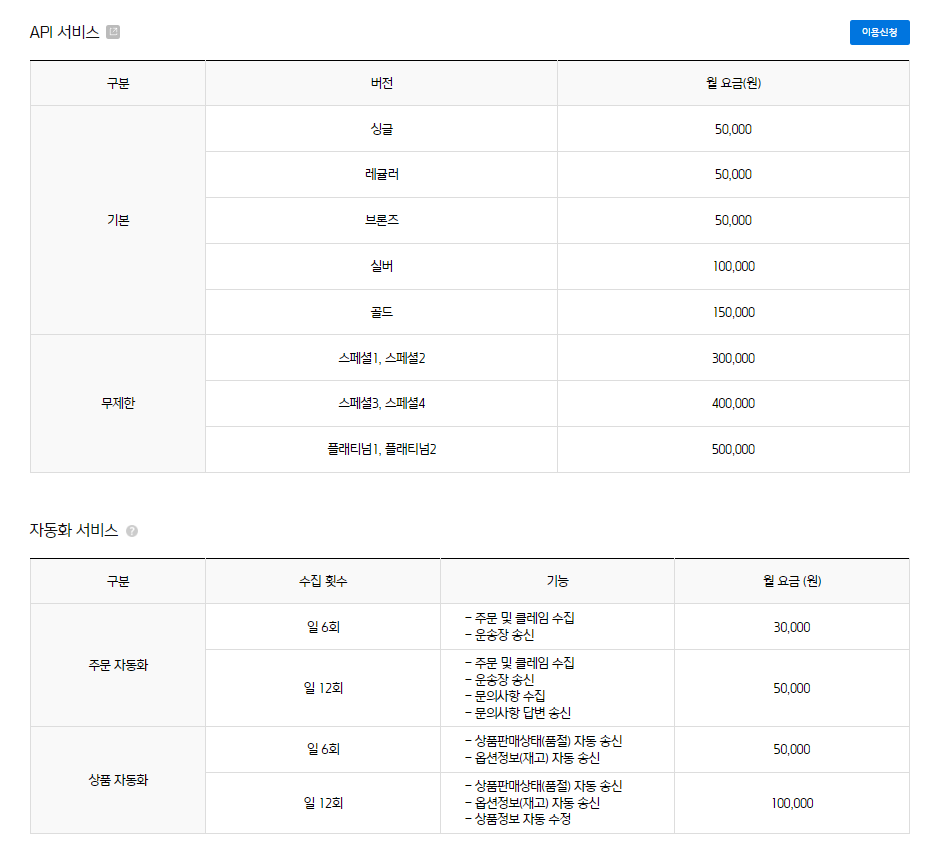 API 서비스
이용신청
구분 버전 월 요금(원)
기본
싱글 50,000
레귤러 50,000
브론즈 50,000
실버 100,000
골드 150,000
무제한
스페셜1, 스페셜2 300,000
스페셜3, 스페셜4 400,000
플래티넘1, 플래티넘2 500,000
자동화 서비스 ?
구분 수집 횟수 기능 월 요금 (원)
주문 자동화
일 6회
- 주문 및 클레임 수집
- 운송장 송신
30,000
일 12회
- 주문 및 클레임 수집
- 운송장 송신
- 문의사항 수집
- 문의사항 답변 송신
50,000
상품 자동화
일 6회
- 상품판매상태(품절) 자동 송신
- 옵션정보(재고) 자동 송신
50,000
일 12회
- 상품판매상태(품절) 자동 송신
- 옵션정보(재고) 자동 송신
- 상품정보 자동 수정
100,000